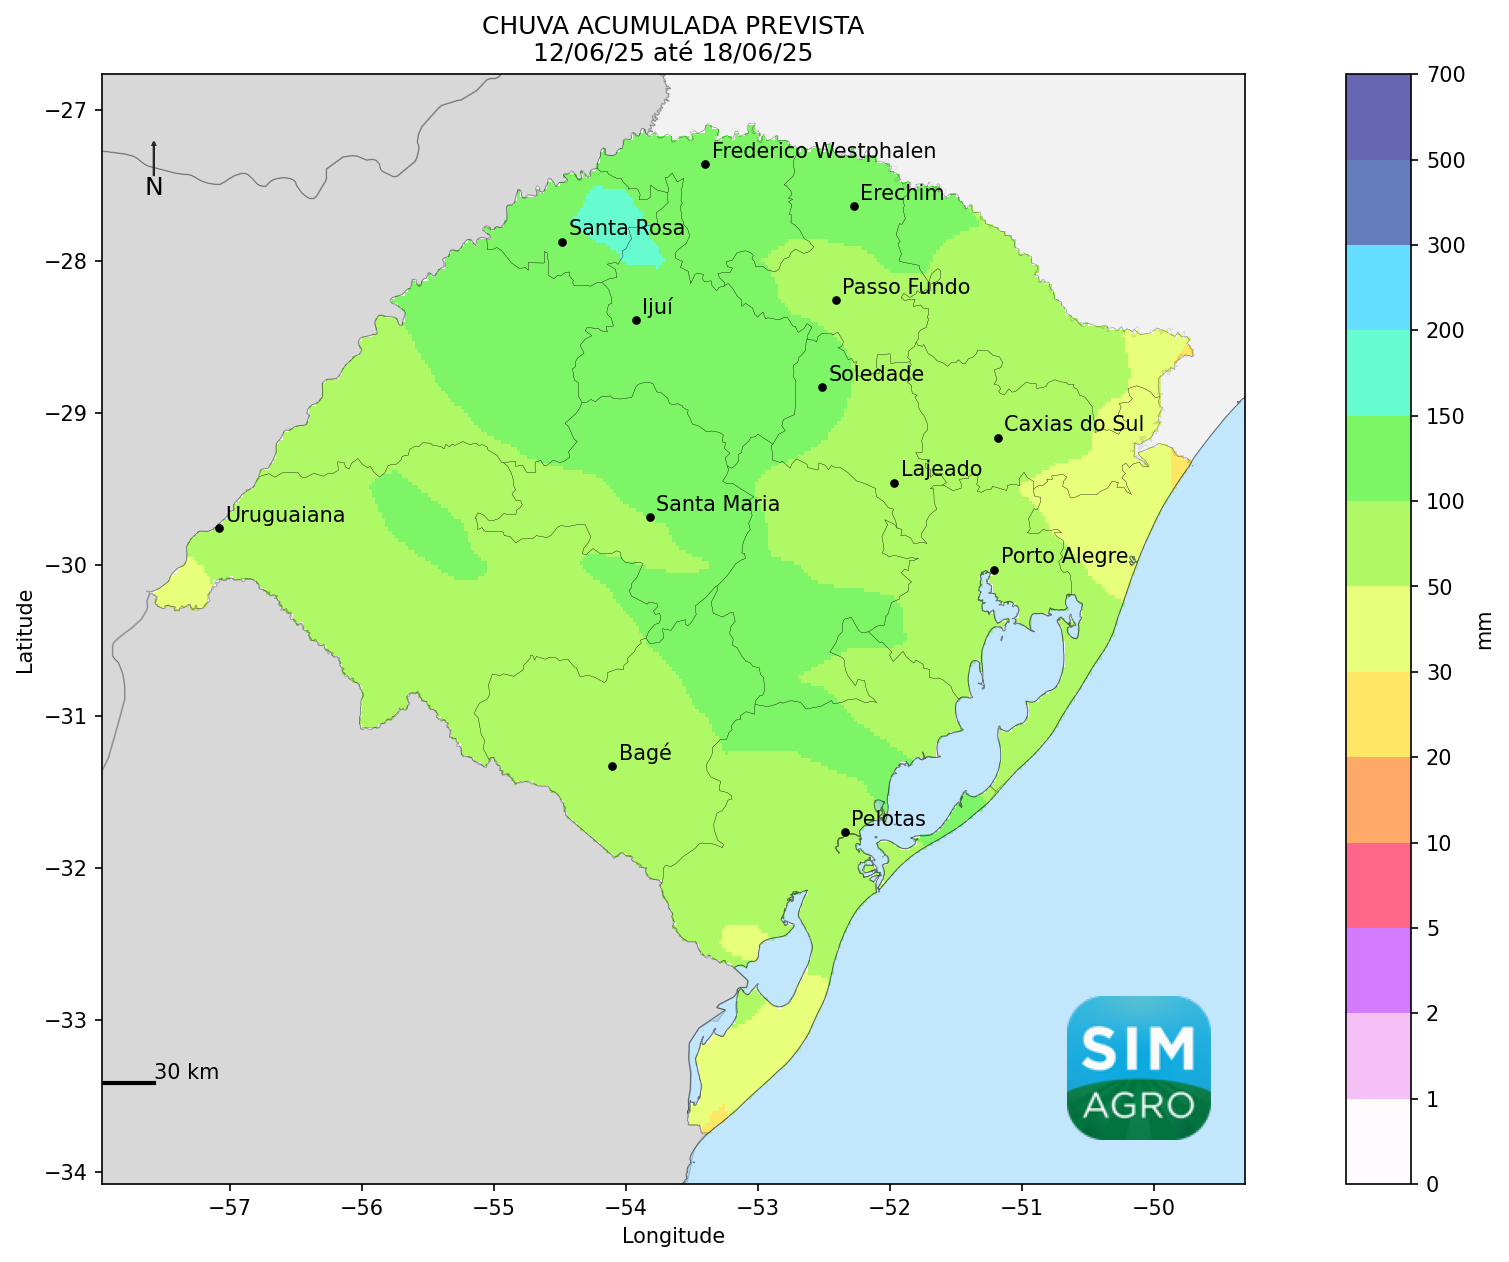 CHUVA ACUMULADA PREVISTA
12/06/25 até 18/06/25
−27
−28
−29
−30
−31
−32
−33
−34
Latitude
N
Frederico Westphalen
Erechim
Santa Rosa
Passo Fundo
Ijuí
Soledade
Caxias do Sul
Lajeado
Santa Maria
Uruguaiana
Porto Alegre
Bagé
Pelotas
30 km
SIM
AGRO
−57
−56
−55
−54
−53
−52
−51
−50
Longitude
700
500
300
200
150
100
50
30
20
10
5
2
1
0
mm